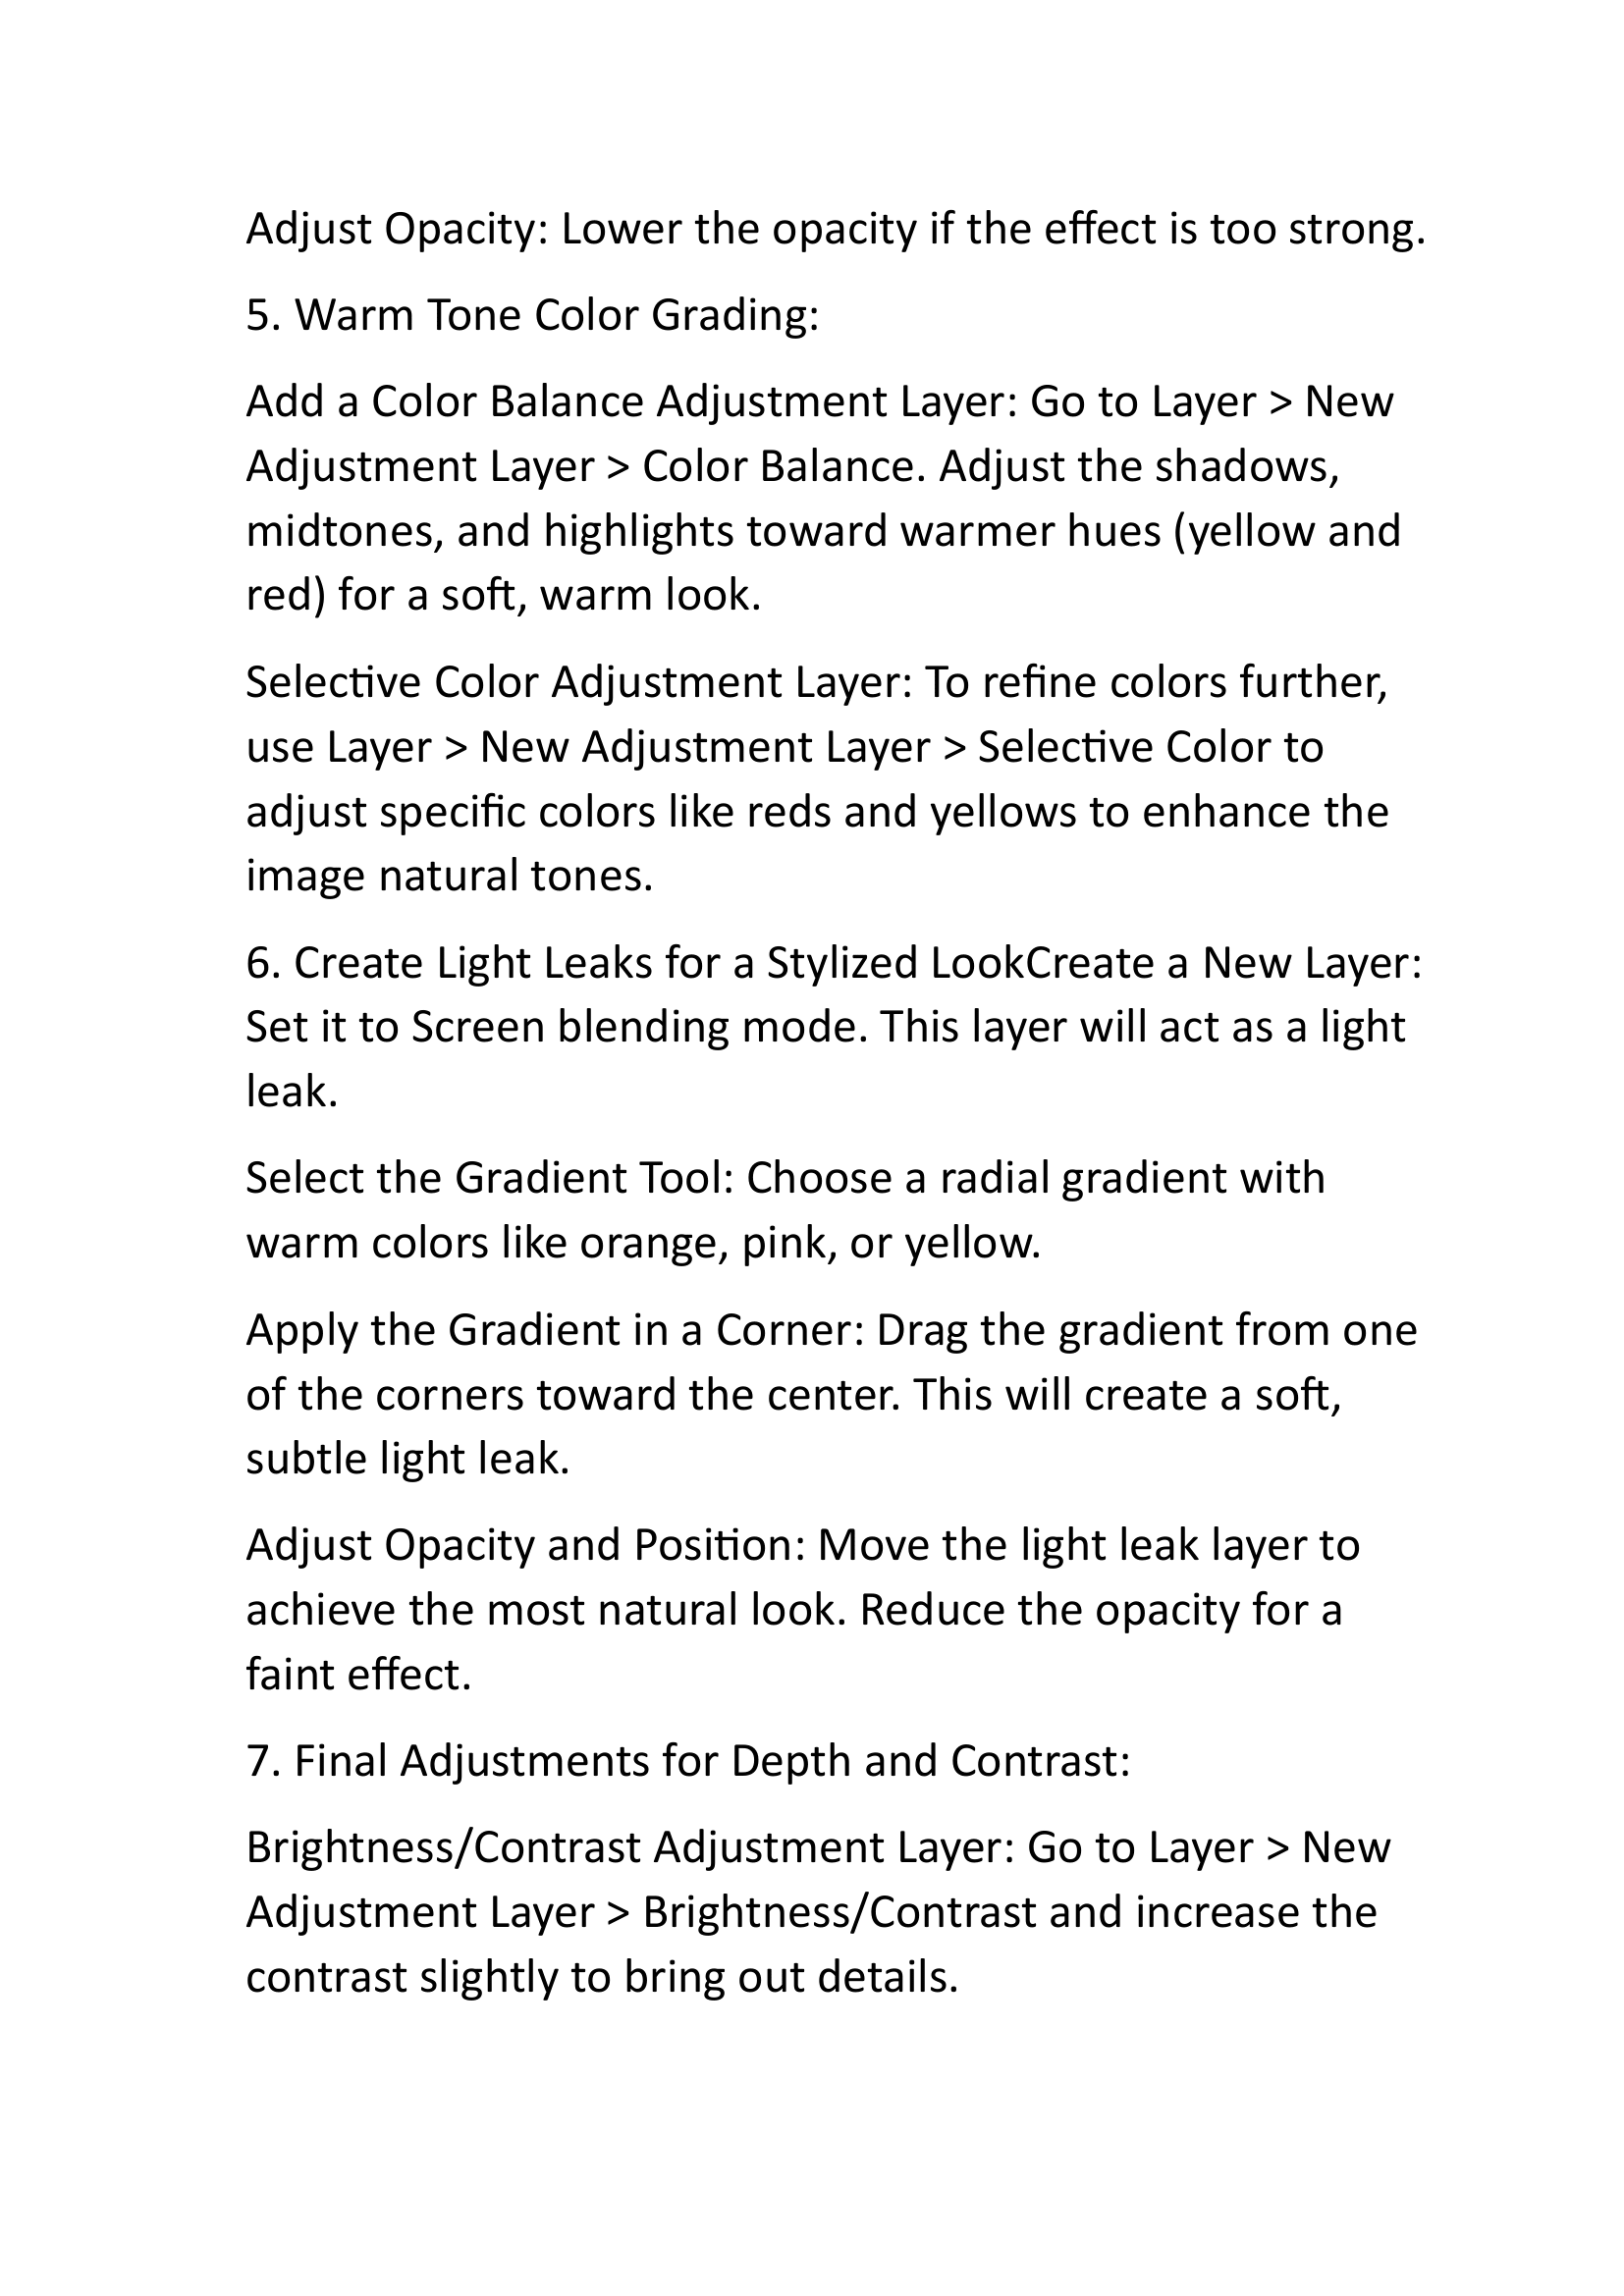 Adjust Opacity: Lower the opacity if the effect is too strong.
5. Warm Tone Color Grading:
Add a Color Balance Adjustment Layer: Go to Layer > New
Adjustment Layer > Color Balance. Adjust the shadows,
midtones, and highlights toward warmer hues (yellow and
red) for a soft, warm look.
Selective Color Adjustment Layer: To refine colors further,
use Layer > New Adjustment Layer > Selective Color to
adjust specific colors like reds and yellows to enhance the
image natural tones.
6. Create Light Leaks for a Stylized LookCreate a New Layer:
Set it to Screen blending mode. This layer will act as a light
leak.
Select the Gradient Tool: Choose a radial gradient with
warm colors like orange, pink, or yellow.
Apply the Gradient in a Corner: Drag the gradient from one
of the corners toward the center. This will create a soft,
subtle light leak.
Adjust Opacity and Position: Move the light leak layer to
achieve the most natural look. Reduce the opacity for a
faint effect.
7. Final Adjustments for Depth and Contrast:
Brightness/Contrast Adjustment Layer: Go to Layer > New
Adjustment Layer > Brightness/Contrast and increase the
contrast slightly to bring out details.